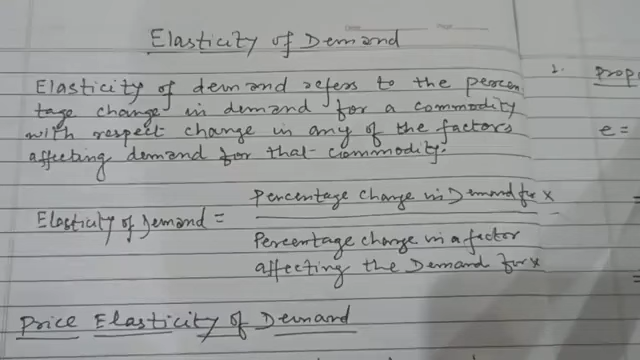 Elasticity of Demand
Elasticity of demand refers to the percen
tage change in demand for a commodity
with respect change in any of the factors
affecting demand for that commodity.
Elasticity of Demand = Percentage change in Demand for x
Percentage change in a factor
affecting the Demand for x
Price Elasticity of Demand
2. Prop
e =
=
=